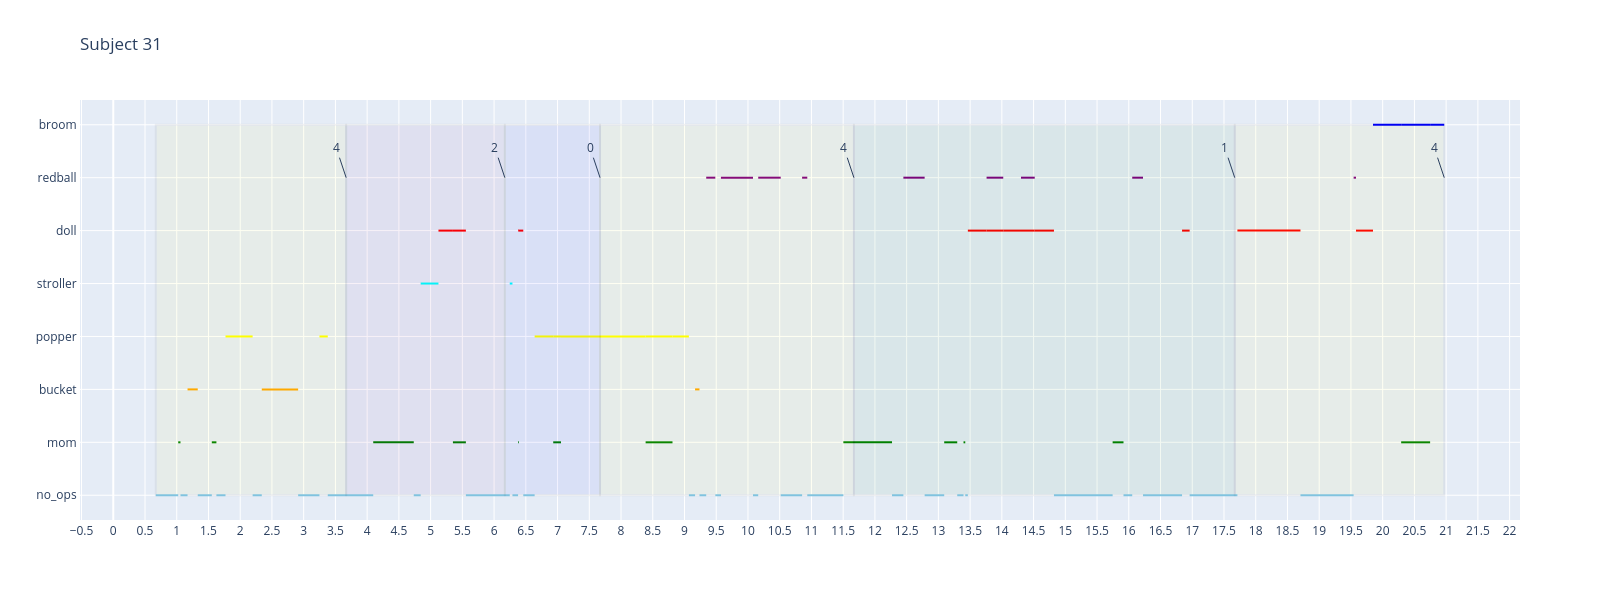 Subject 31
broom
4 2 0 4 1 4
redball
doll
stroller
popper
bucket
mom
no_ops
−0.5 0 0.5 1 1.5 2 2.5 3 3.5 4 4.5 5 5.5 6 6.5 7 7.5 8 8.5 9 9.5 10 10.5 11 11.5 12 12.5 13 13.5 14 14.5 15 15.5 16 16.5 17 17.5 18 18.5 19 19.5 20 20.5 21 21.5 22